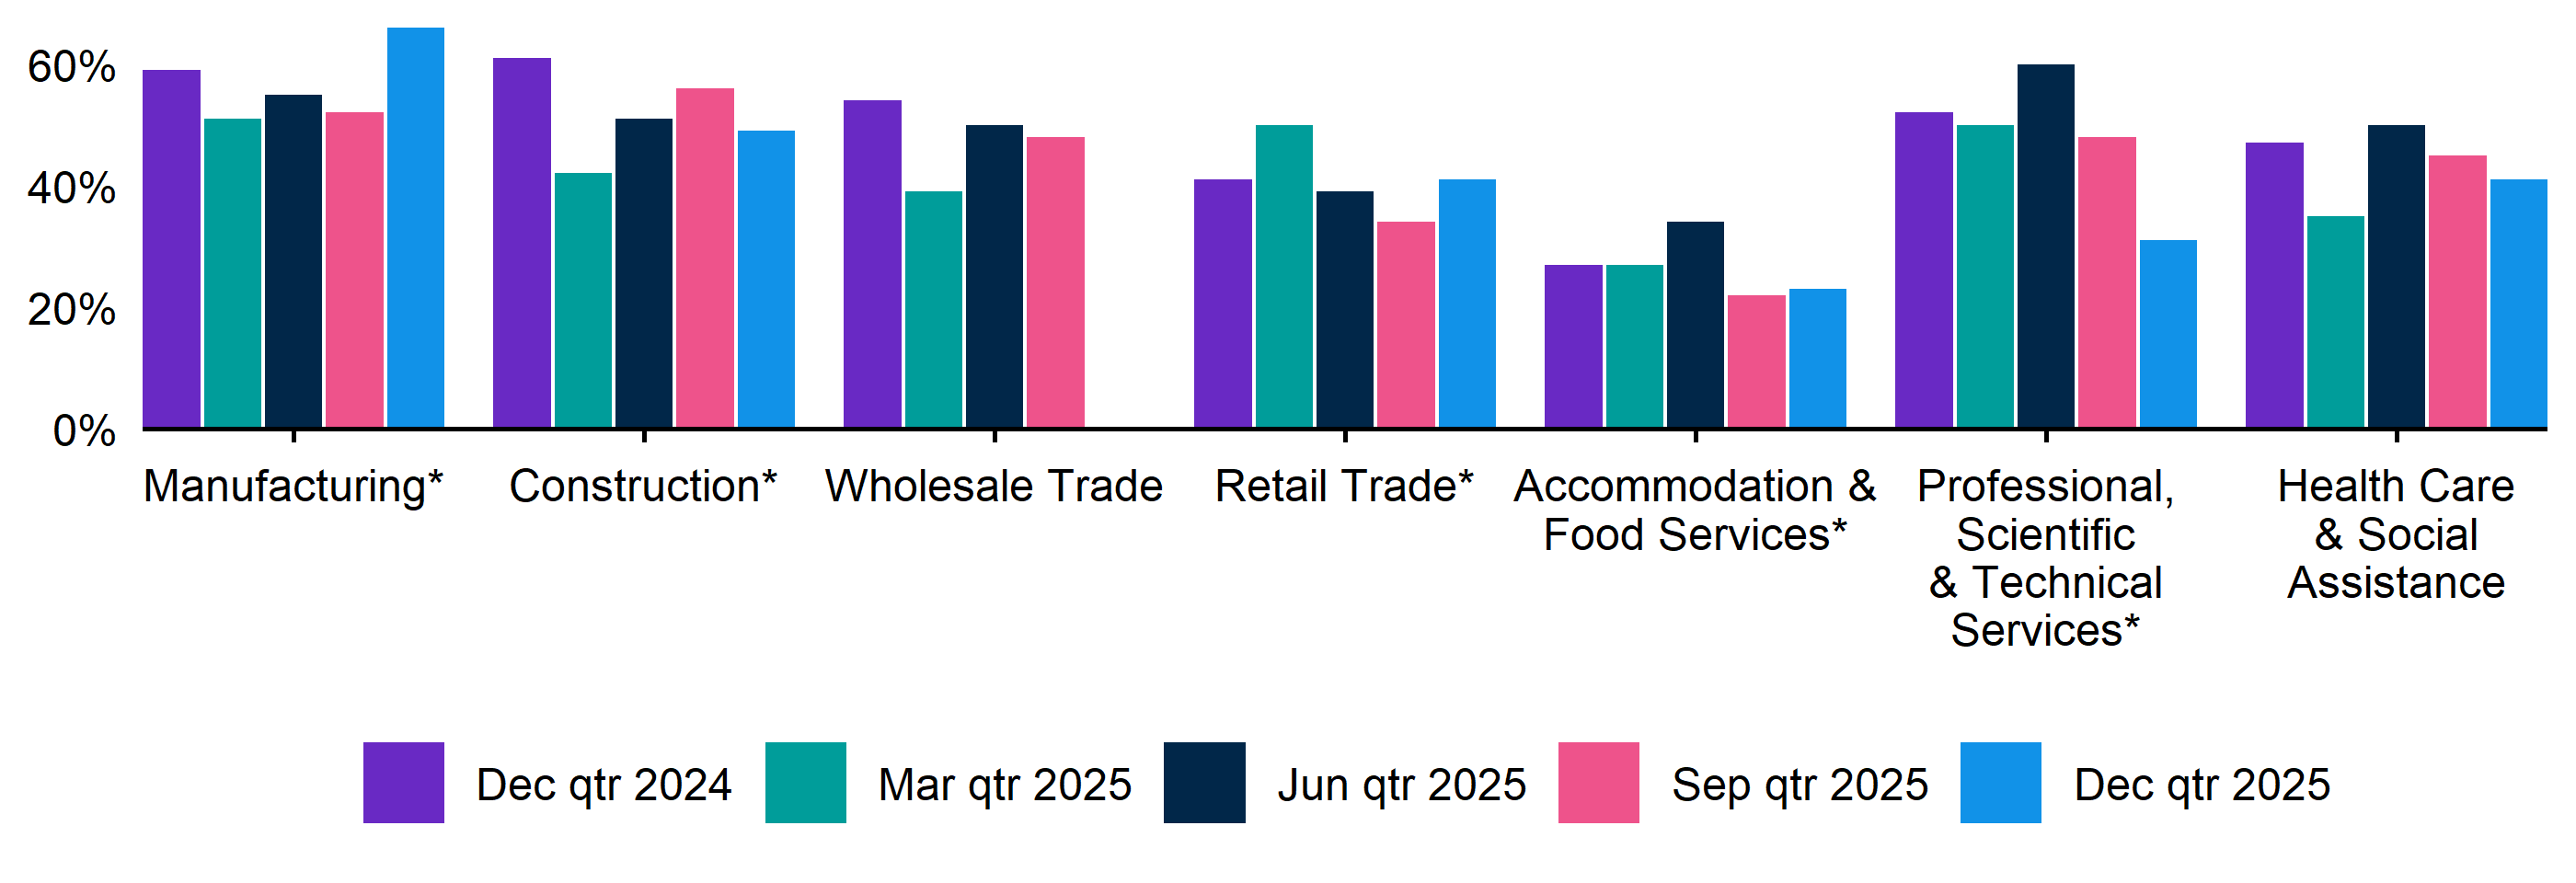 60%
40%
20%
0%
Manufacturing*
Construction*
Wholesale Trade
Retail Trade*
Accommodation &
Food Services*
Professional,
Scientific
& Technical
Services*
Health Care
& Social
Assistance
Dec qtr 2024
Mar qtr 2025
Jun qtr 2025
Sep qtr 2025
Dec qtr 2025